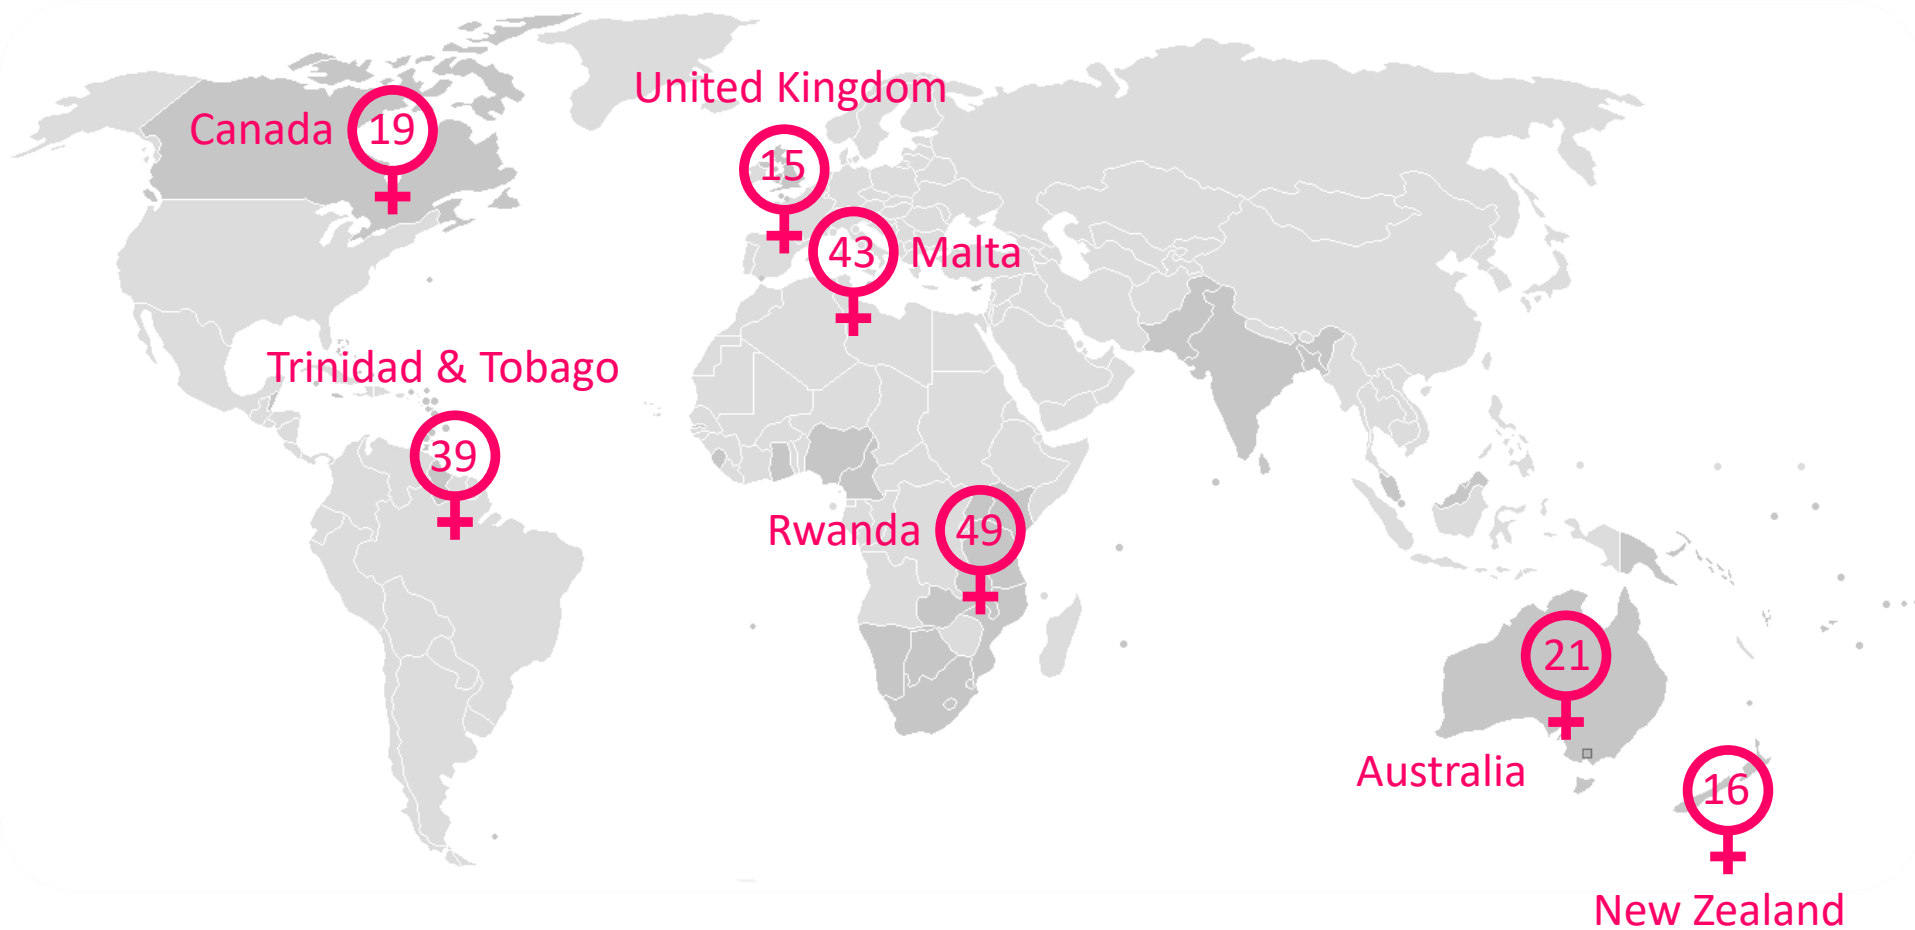 United Kingdom
Canada 19
15
43 Malta
Trinidad & Tobago
39
Rwanda 49
21
Australia
16
New Zealand